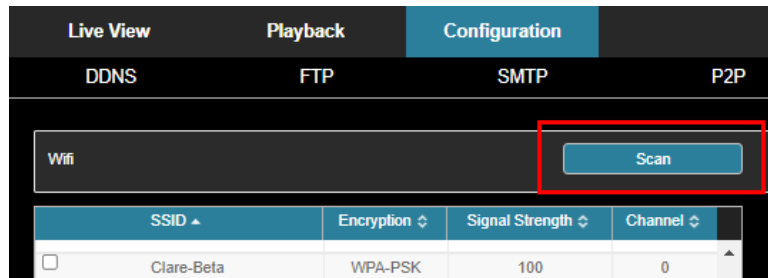 Live View Playback Configuration
DDNS FTP SMTP P2P
Wifi Scan
SSID Encryption Signal Strength Channel
Clare-Beta WPA-PSK 100 0